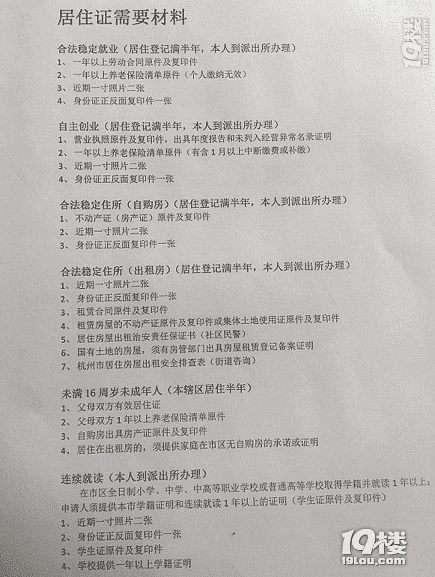 居住证需要材料
19楼
合法稳定就业（居住登记满半年，本人到派出所办理）
1、一年以上劳动合同原件及复印件
2、一年以上养老保险清单原件（个人缴纳无效）
3、近期一寸照片二张
4、身份证正反面复印件一张
自主创业（居住登记满半年，本人到派出所办理）
1、营业执照原件及复印件，出具年度报告和未列入经营异常名录证明
2、一年以上养老保险清单原件（有含1月以上中断缴费或补缴）
3、近期一寸照片二张
4、身份证正反面复印件一张
合法稳定住所（自购房）（居住登记满半年，本人到派出所办理）
1、不动产证（房产证）原件及复印件
2、近期一寸照片二张
3、身份证正反面复印件一张
合法稳定住所（出租房）（居住登记满半年，本人到派出所办理）
1、近期一寸照片二张
2、身份证正反面复印件一张
3、租赁合同原件及复印件
4、租赁房屋的不动产证原件及复印件或集体土地使用证原件及复印件
5、居住房屋出租治安责任保证书（社区民警）
6、国有土地的房屋，须有房管部门出具房屋租赁登记备案证明
7、杭州市居住房屋出租安全排查表（街道咨询）
未满16周岁未成年人（本辖区居住半年）
1、父母双方有效居住证
2、父母双方1年以上养老保险清单原件
3、自购房出具房产证原件及复印件
4、居住在出租房的，须提供家庭在市区无自购房的承诺或证明
连续就读（本人到派出所办理）
在市区全日制小学、中学、中高等职业学校或普通高等学校取得学籍并就读1年以上；
申请人须提供本市学籍证明和连续就读1年以上的证明（学生证原件及复印件）
1、近期一寸照片二张
2、身份证正反面复印件一张
3、学生证原件及复印件
4、学校提供一年以上学籍证明
19楼
19lou.com